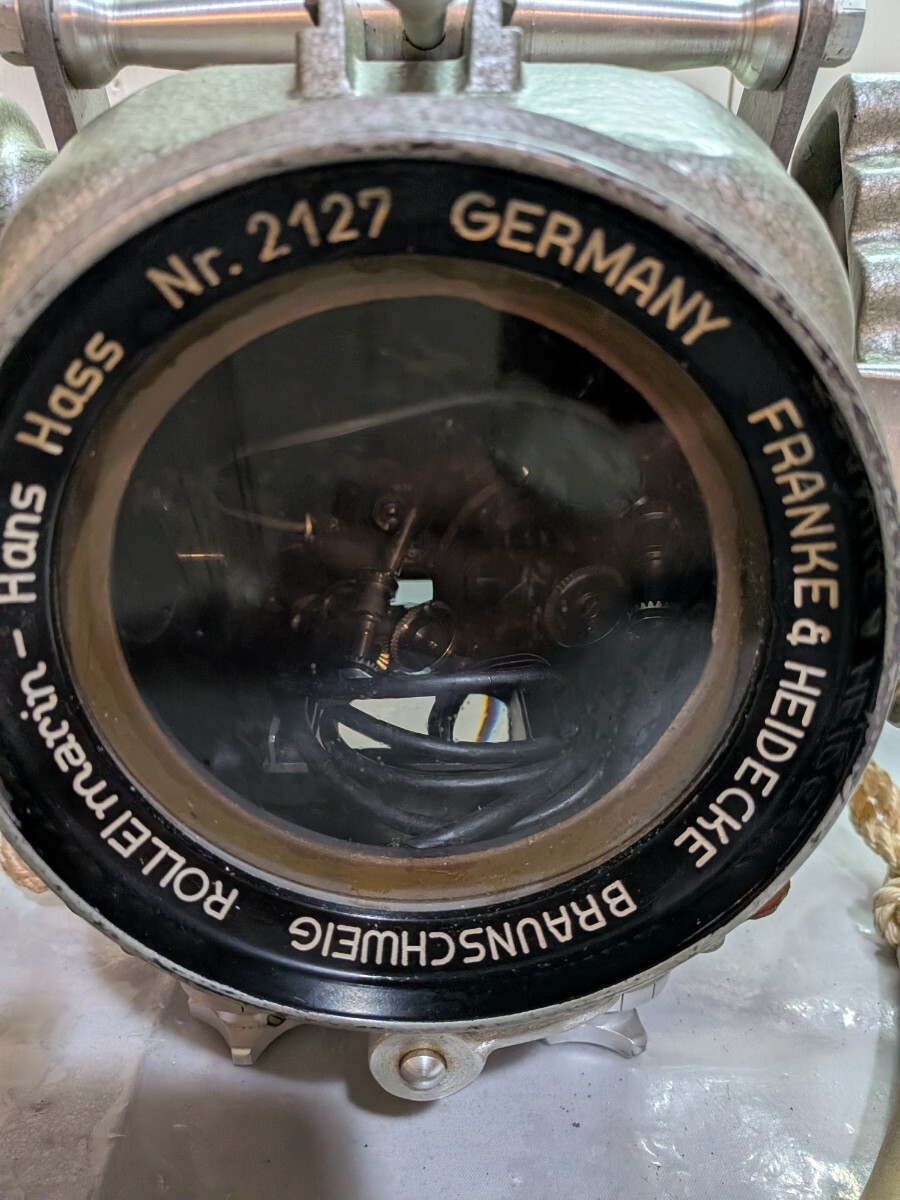 ROLLEImarin – Hans Hass Nr. 2127 GERMANY FRANKE & HEIDECKE BRAUNSCHWEIG